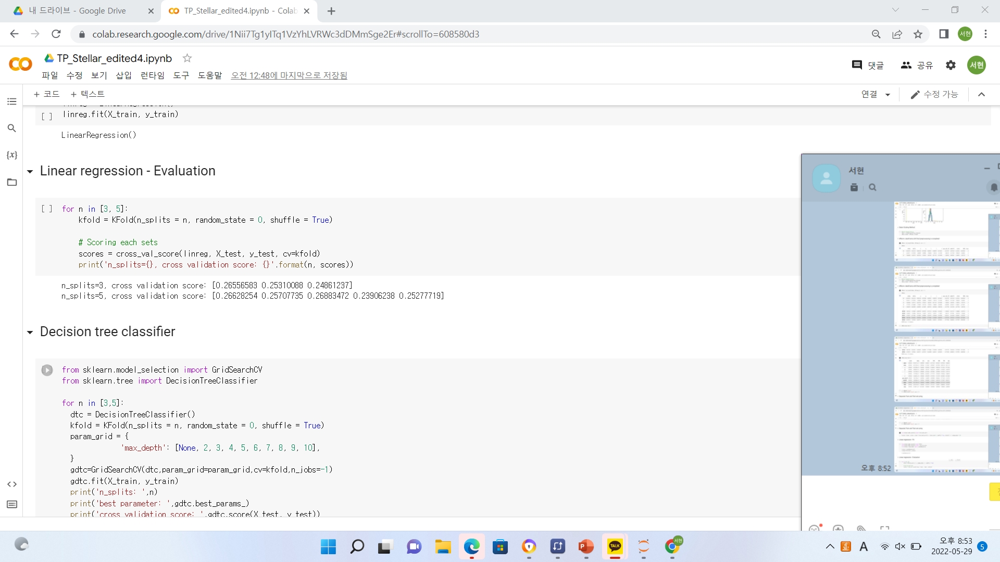 내 드라이브 - Google Drive
TP_Stellar_edited4.ipynb - Colab
colab.research.google.com/drive/1Nii7Tg1yITq1VzYhLVRWc3dDMmSge2Er#scrollTo=608580d3
서현
TP_Stellar_edited4.ipynb
댓글
공유
서현
파일 수정 보기 삽입 런타임 도구 도움말 오전 12:48에 마지막으로 저장됨
+ 코드 + 텍스트
연결
수정 가능
[ ] linreg.fit(X_train, y_train)
LinearRegression()
Linear regression - Evaluation
[ ] for n in [3, 5]:
kfold = KFold(n_splits = n, random_state = 0, shuffle = True)
# Scoring each sets
scores = cross_val_score(linreg, X_test, y_test, cv=kfold)
print('n_splits={}, cross validation score: {}'.format(n, scores))
n_splits=3, cross validation score: [0.26556583 0.25310088 0.24861237]
n_splits=5, cross validation score: [0.26628254 0.25707735 0.26883472 0.23906238 0.25277719]
Decision tree classifier
from sklearn.model_selection import GridSearchCV
from sklearn.tree import DecisionTreeClassifier
for n in [3,5]:
dtc = DecisionTreeClassifier()
kfold = KFold(n_splits = n, random_state = 0, shuffle = True)
param_grid = {
'max_depth': [None, 2, 3, 4, 5, 6, 7, 8, 9, 10],
}
gdtc=GridSearchCV(dtc,param_grid=param_grid,cv=kfold,n_jobs=-1)
gdtc.fit(X_train, y_train)
print('n_splits: ',n)
print('best parameter: ',gdtc.best_params_)
print('cross validation score: ',gdtc.score(X_test, y_test))
서현
오후 8:52
TALK
서현
A
오후 8:53
2022-05-29
5